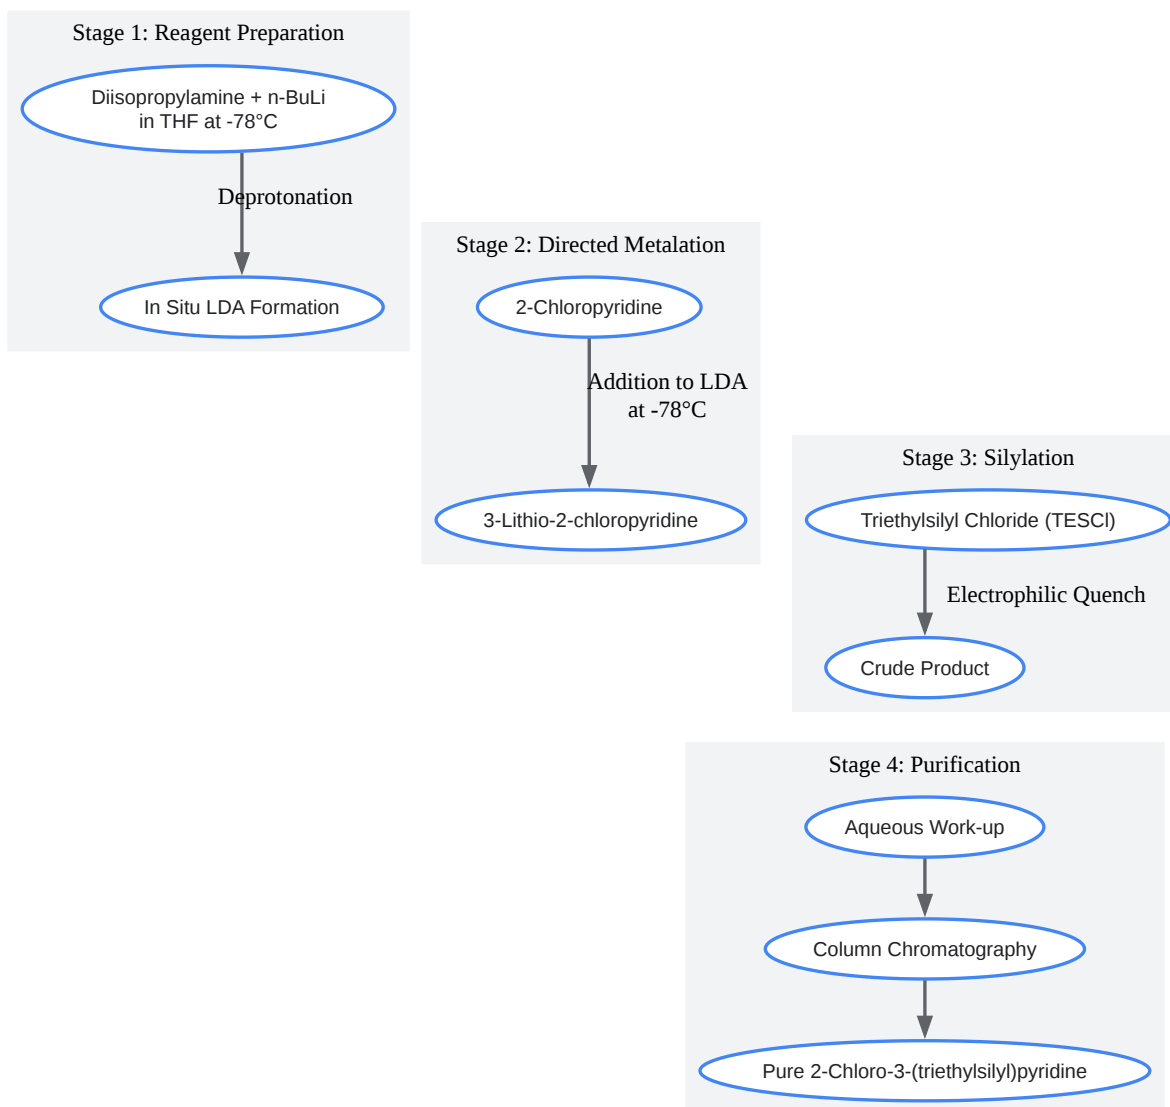 Stage 1: Reagent Preparation
Diisopropylamine + n-BuLi
in THF at -78°C
Deprotonation
In Situ LDA Formation
Stage 2: Directed Metalation
2-Chloropyridine
Addition to LDA
at -78°C
3-Lithio-2-chloropyridine
Stage 3: Silylation
Triethylsilyl Chloride (TESCl)
Electrophilic Quench
Crude Product
Stage 4: Purification
Aqueous Work-up
Column Chromatography
Pure 2-Chloro-3-(triethylsilyl)pyridine